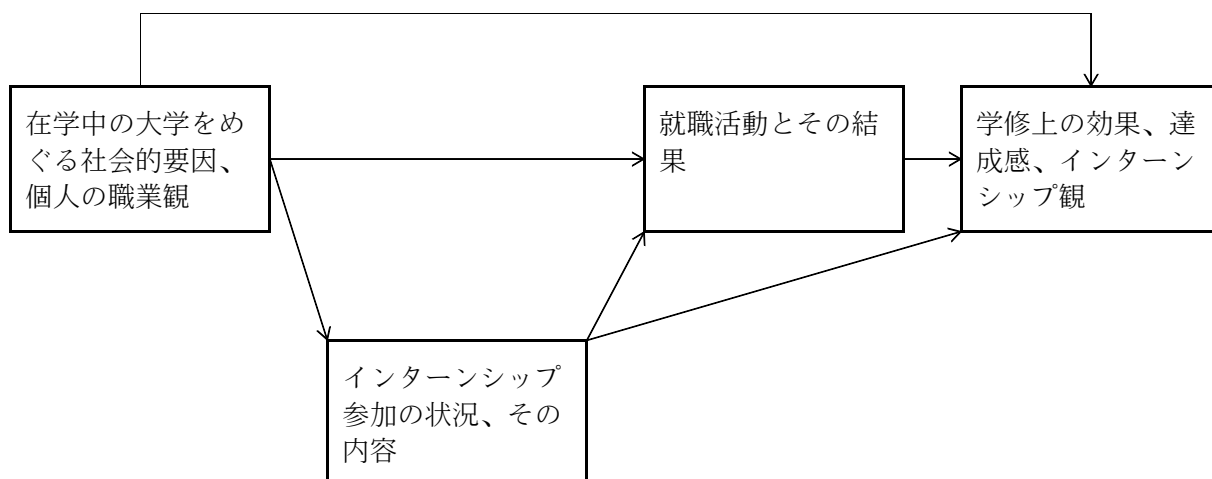 在学中の大学をめ
ぐる社会的要因、
個人の職業観
就職活動とその結
果
学修上の効果、達
成感、インターン
シップ観
インターンシップ
参加の状況、その
内容